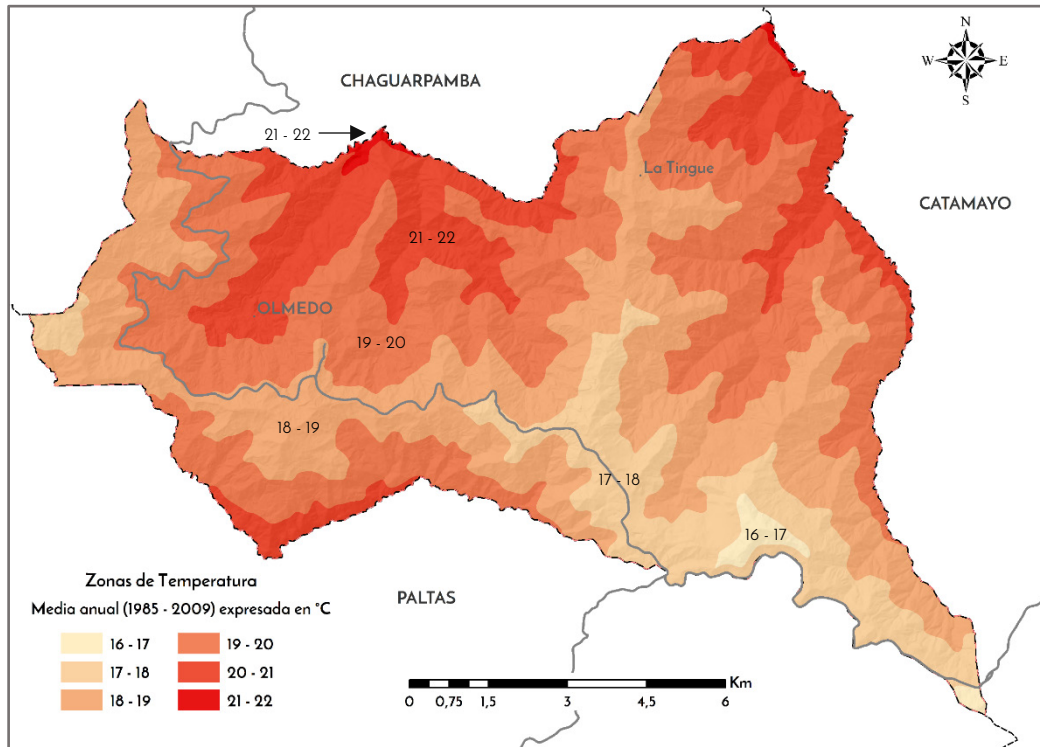 N
W E
S
CHAGUARPAMBA
21 - 22
La Tingue
CATAMAYO
21 - 22
OLMEDO
19 - 20
18 - 19
17 - 18
16 - 17
PALTAS
Zonas de Temperatura
Media anual (1985 - 2009) expresada en °C
16 - 17
19 - 20
17 - 18
20 - 21
18 - 19
21 - 22
Km
0 0,75 1,5 3 4,5 6